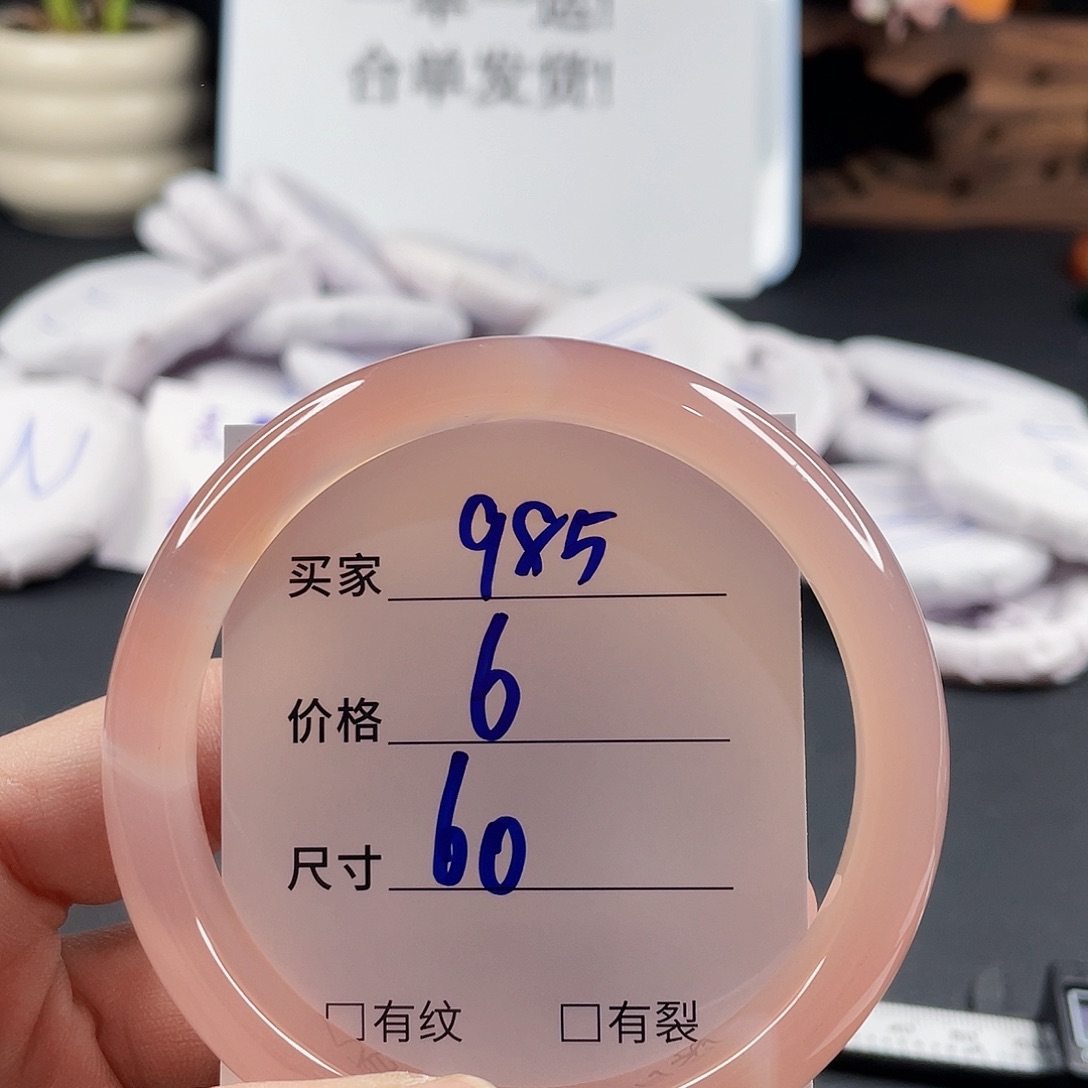 合单发货!
买家 985
价格 6
尺寸 60
□有纹 □有裂